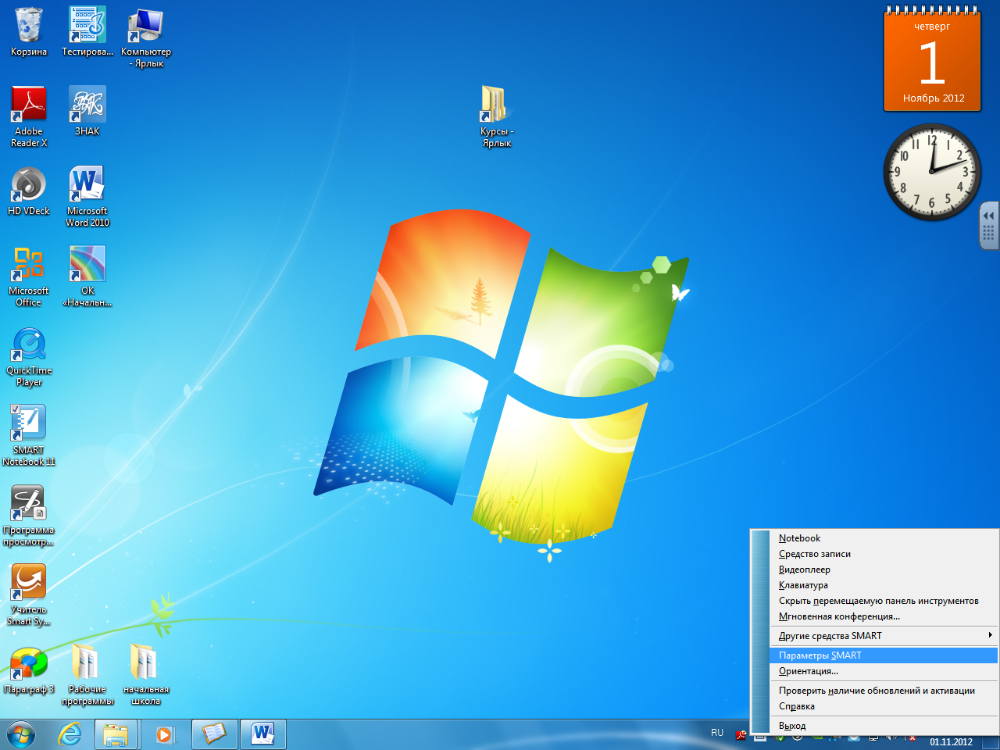 Корзина
Тестирова...
Компьютер
- Ярлык
Adobe
Reader X
ЗНАК
Курсы -
Ярлык
четверг
1
Ноябрь 2012
12
1
2
3
4
5
6
7
8
9
10
11
HD VDeck
Microsoft
Word 2010
Microsoft
Office
ОК
«Начальн...
QuickTime
Player
SMART
Notebook 11
Программа
просмотр...
Учитель
Smart Sy...
Параграф 3
Рабочие
программы
начальная
школа
Notebook
Средство записи
Видеоплеер
Клавиатура
Скрыть перемещаемую панель инструментов
Мгновенная конференция...
Другие средства SMART
Параметры SMART
Ориентация...
Проверить наличие обновлений и активации
Справка
Выход
RU
01.11.2012